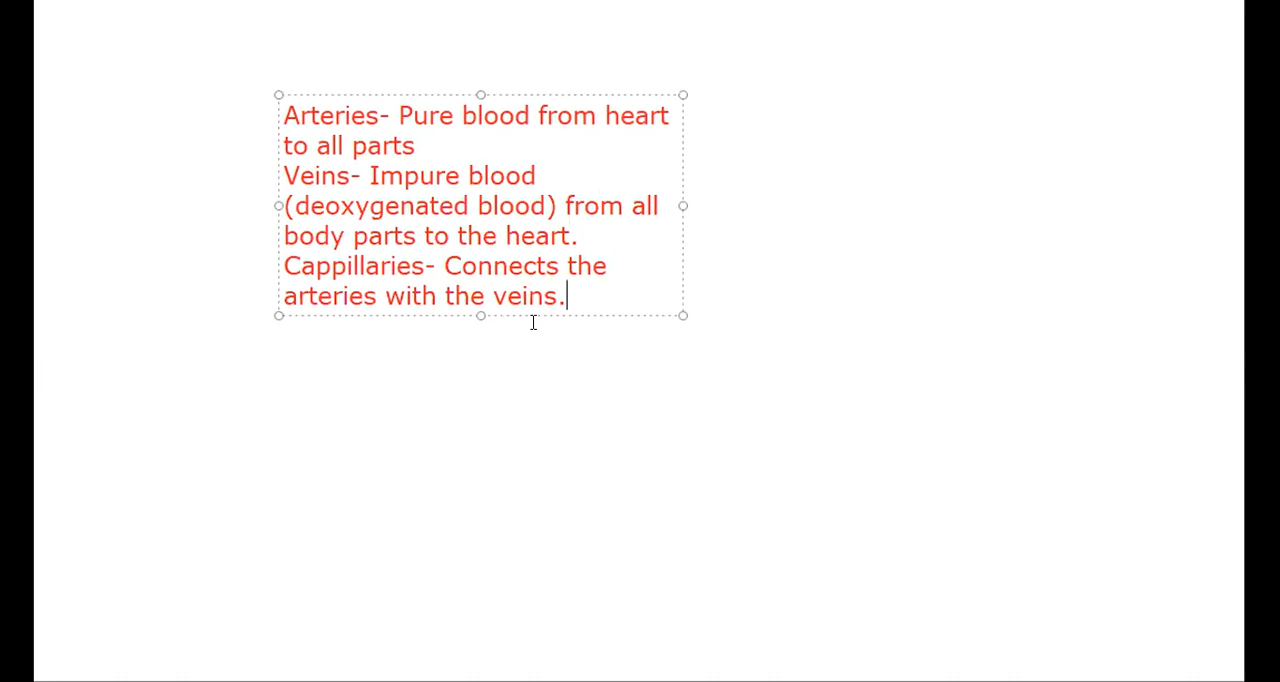 Arteries- Pure blood from heart
to all parts
Veins- Impure blood
(deoxygenated blood) from all
body parts to the heart.
Cappillaries- Connects the
arteries with the veins.